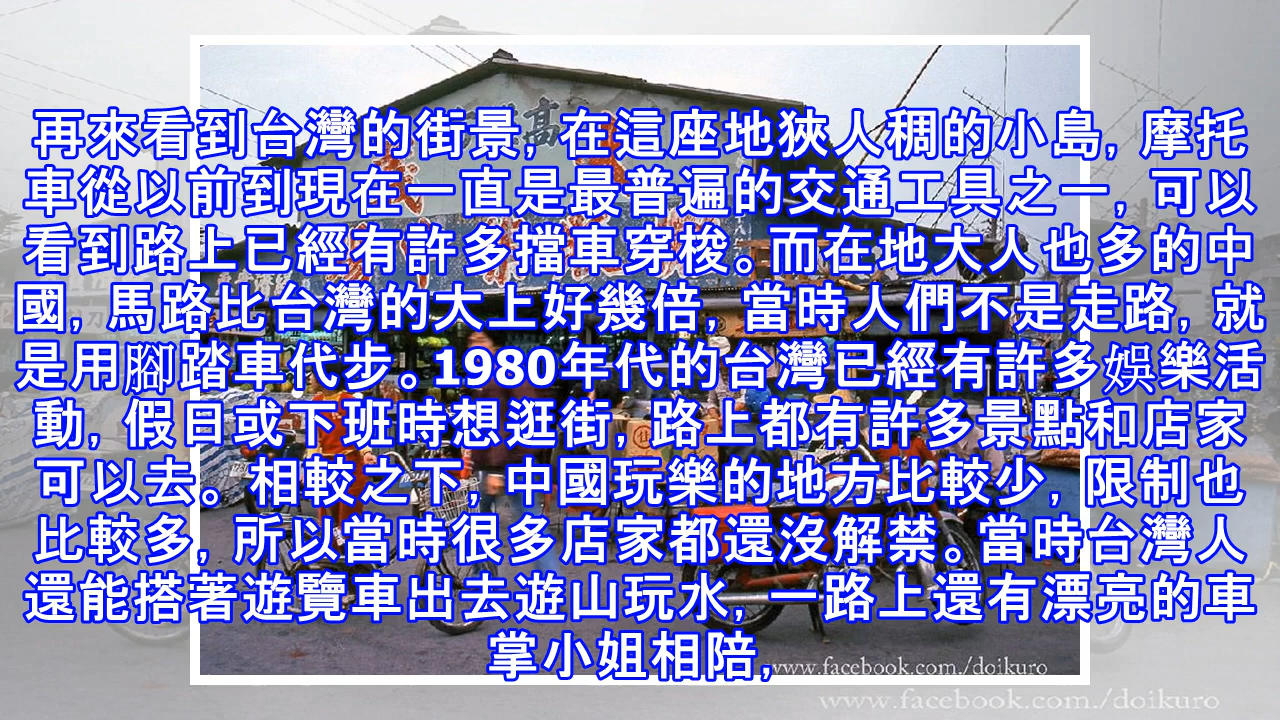 再來看到台灣的街景, 在這座地狹人稠的小島, 摩托
車從以前到現在一直是最普遍的交通工具之一, 可以
看到路上已經有許多擋車穿梭。而在地大人也多的中
國, 馬路比台灣的大上好幾倍, 當時人們不是走路, 就
是用腳踏車代步。1980年代的台灣已經有許多娛樂活
動, 假日或下班時想逛街, 路上都有許多景點和店家
可以去。相較之下, 中國玩樂的地方比較少, 限制也
比較多, 所以當時很多店家都還沒解禁。當時台灣人
還能搭著遊覽車出去遊山玩水, 一路上還有漂亮的車
掌小姐相陪,
www.facebook.com./doikuro
www.facebook.com./doikuro